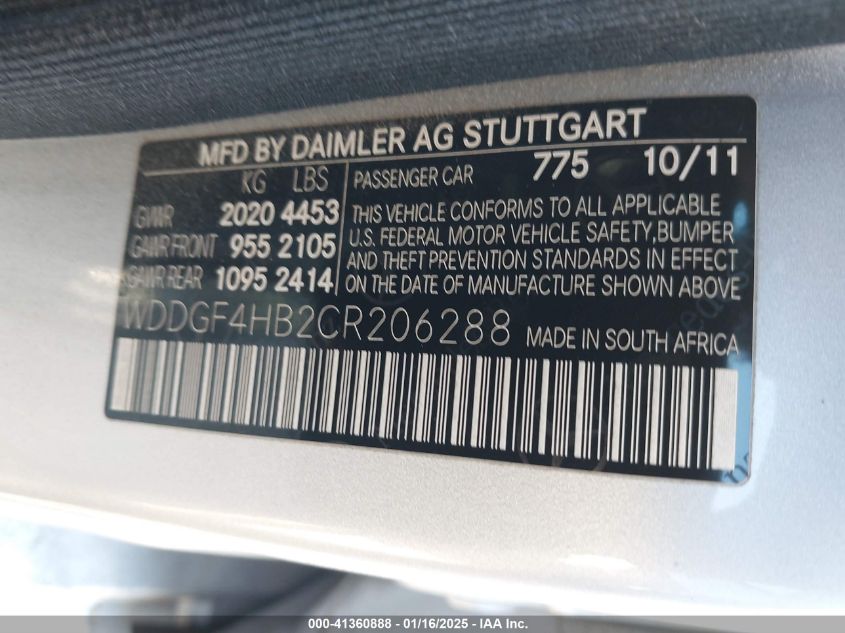 MFD BY DAIMLER AG STUTTGART
KG LBS
PASSENGER CAR 775 10/11
GVWR 2020 4453
GAWR FRONT 955 2105
GAWR REAR 1095 2414
THIS VEHICLE CONFORMS TO ALL APPLICABLE
U.S. FEDERAL MOTOR VEHICLE SAFETY, BUMPER
AND THEFT PREVENTION STANDARDS IN EFFECT
ON THE DATE OF MANUFACTURE SHOWN ABOVE
WDDGF4HB2CR206288 MADE IN SOUTH AFRICA
000-41360888 - 01/16/2025 - IAA Inc.